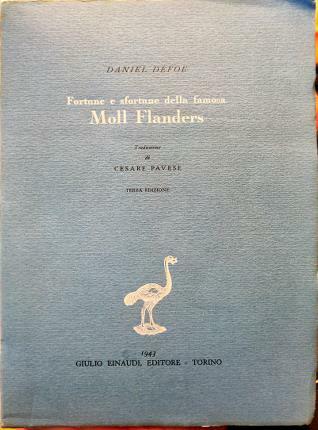 DANIEL DEFOE
Fortune e sfortune della famosa
Moll Flanders
Traduzione
di
CESARE PAVESE
TERZA EDIZIONE
1943
GIULIO EINAUDI, EDITORE - TORINO